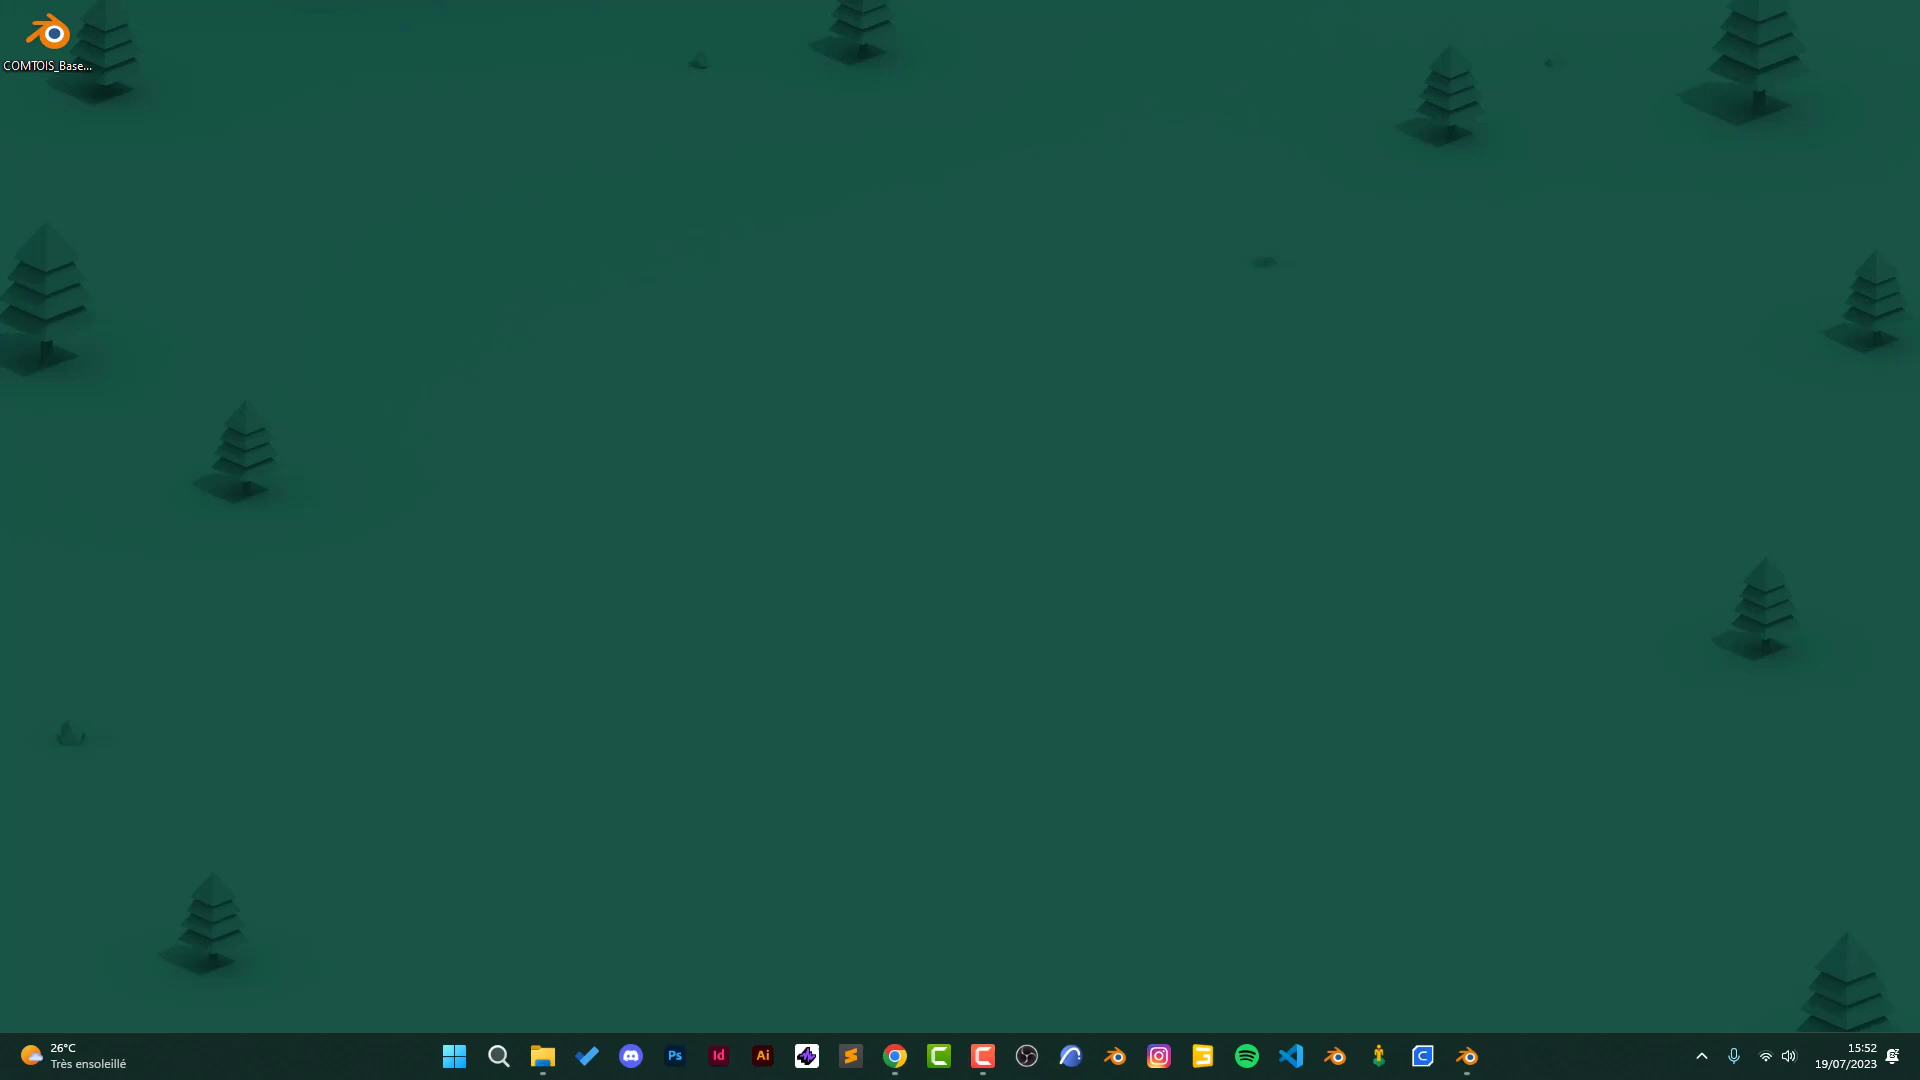 COMTOIS_Base...
26°C
Très ensoleillé
Ps
Id
Ai
15:52
19/07/2023